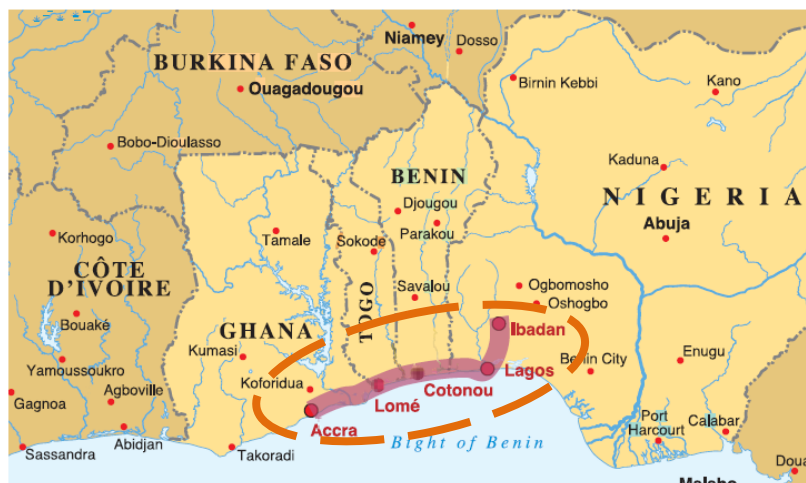 Niamey
Dosso
BURKINA FASO
Ouagadougou
Birnin Kebbi
Kano
Bobo-Dioulasso
BENIN
Kaduna
NIGERIA
Djougou
Parakou
Abuja
Korhogo
Tamale
Sokode
CÔTE
D'IVOIRE
Savalou
Ogbomosho
Oshogbo
TOGO
Bouaké
GHANA
Ibadan
Kumasi
Yamoussoukro
Benin City
Enugu
Lagos
Koforidua
Cotonou
Agboville
Gagnoa
Lomé
Accra
Port
Harcourt
Calabar
Abidjan
Bight of Benin
Sassandra
Takoradi